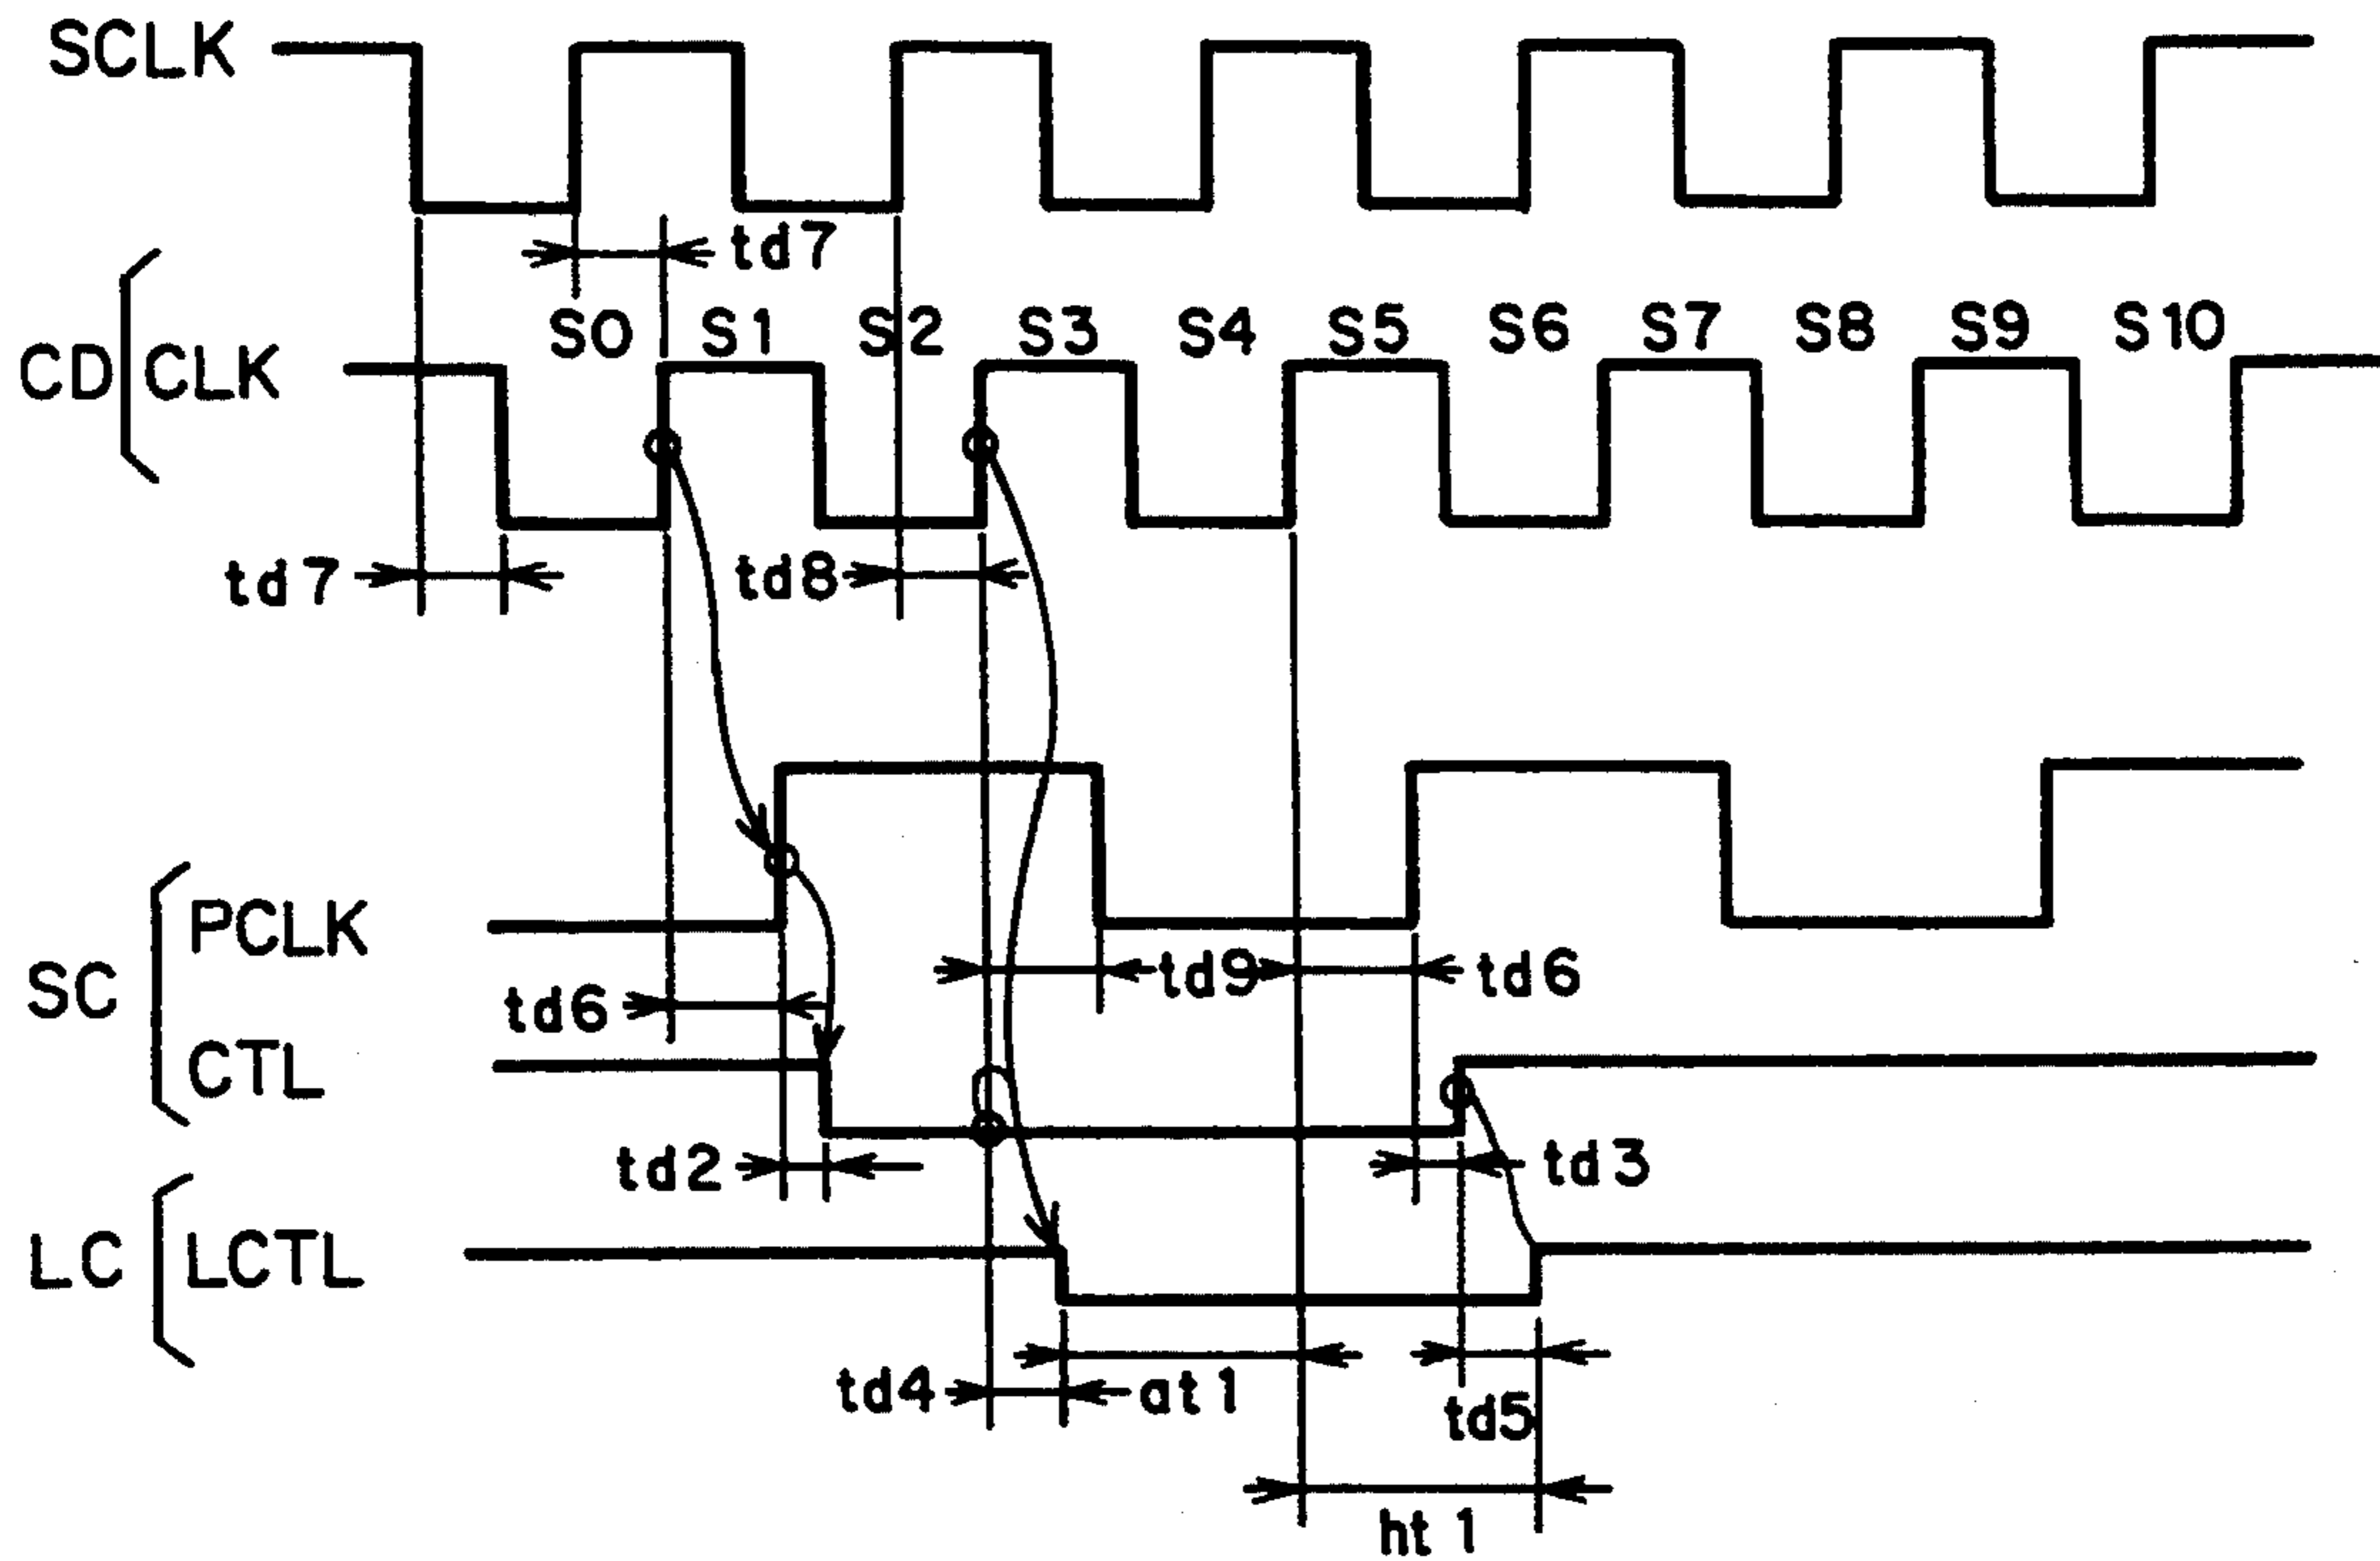 SCLK
td7
S0 S1 S2 S3 S4 S5 S6 S7 S8 S9 S10
CD CLK
td7 td8
PCLK
td9 td6
SC
td6
CTL
td2 td3
LC LCTL
td4 at1 td5
ht1